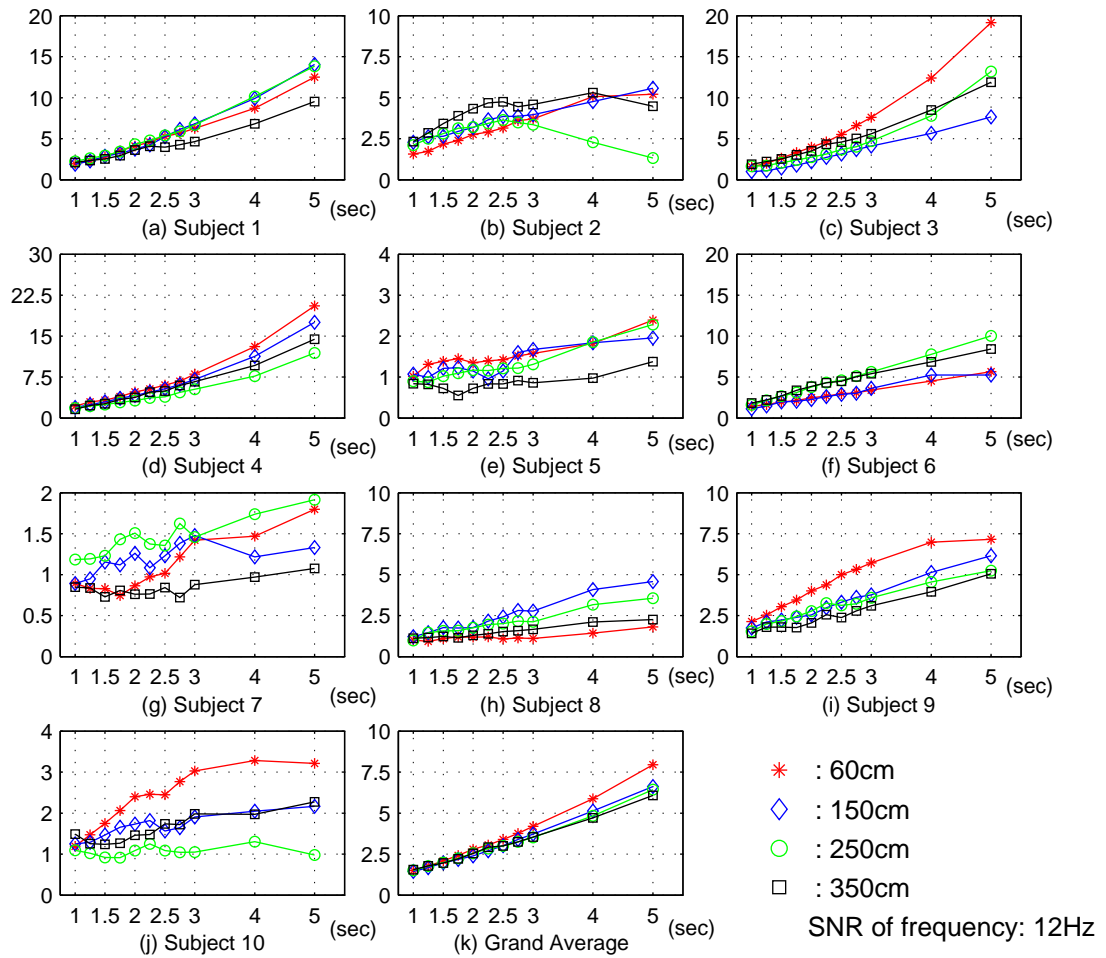 20 10 20
15 7.5 15
10 5 10
5 2.5 5
0 0 0
1 1.5 2 2.5 3 4 5 (sec) 1 1.5 2 2.5 3 4 5 (sec) 1 1.5 2 2.5 3 4 5 (sec)
(a) Subject 1 (b) Subject 2 (c) Subject 3
30 4 20
22.5 3 15
15 2 10
7.5 1 5
0 0 0
1 1.5 2 2.5 3 4 5 (sec) 1 1.5 2 2.5 3 4 5 (sec) 1 1.5 2 2.5 3 4 5 (sec)
(d) Subject 4 (e) Subject 5 (f) Subject 6
2 8 10
1.5 6 7.5
1 4 5
0.5 2 2.5
0 0 0
1 1.5 2 2.5 3 4 5 (sec) 1 1.5 2 2.5 3 4 5 (sec) 1 1.5 2 2.5 3 4 5 (sec)
(g) Subject 7 (h) Subject 8 (i) Subject 9
4 10
3 7.5
2 5
1 2.5
0 0
1 1.5 2 2.5 3 4 5 (sec) 1 1.5 2 2.5 3 4 5 (sec)
(j) Subject 10 (k) Grand Average
: 60cm
: 150cm
: 250cm
: 350cm
SNR of frequency: 12Hz